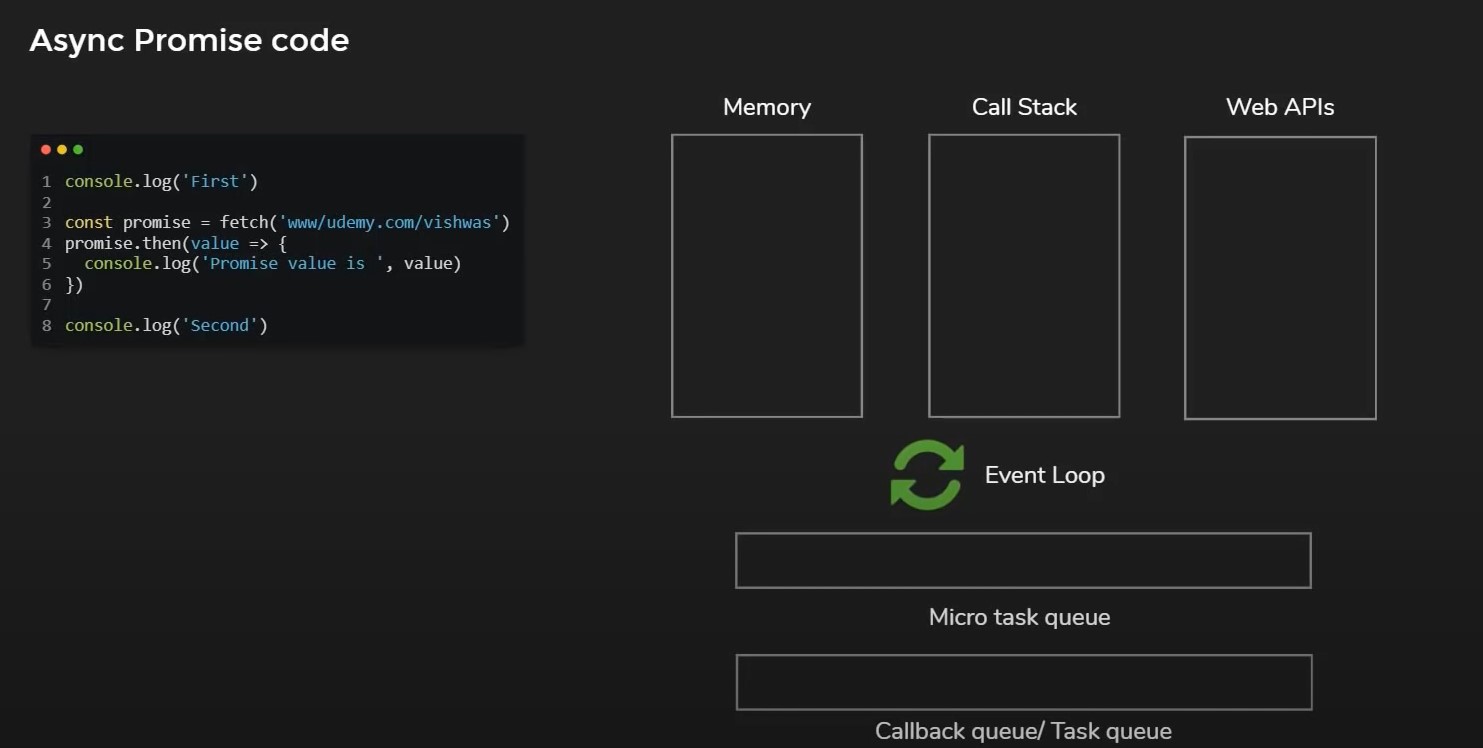 Async Promise code
1 console.log('First')
2
3 const promise = fetch('www/udemy.com/vishwas')
4 promise.then(value => {
5   console.log('Promise value is ', value)
6 })
7
8 console.log('Second')
Memory
Call Stack
Web APIs
Event Loop
Micro task queue
Callback queue/ Task queue